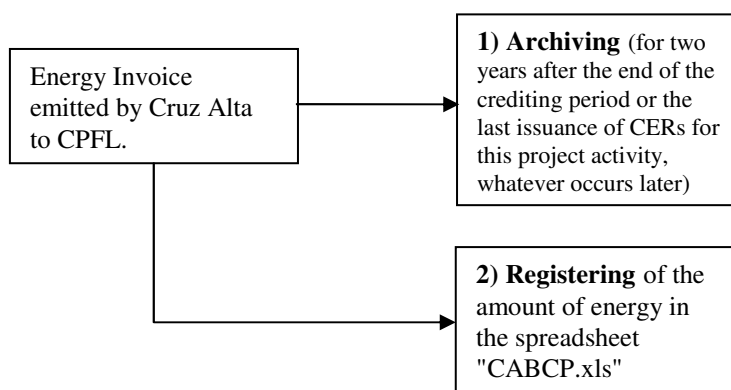 Energy Invoice
emitted by Cruz Alta
to CPFL.
1) Archiving (for two
years after the end of the
crediting period or the
last issuance of CERs for
this project activity,
whatever occurs later)
2) Registering of the
amount of energy in
the spreadsheet
"CABCP.xls"